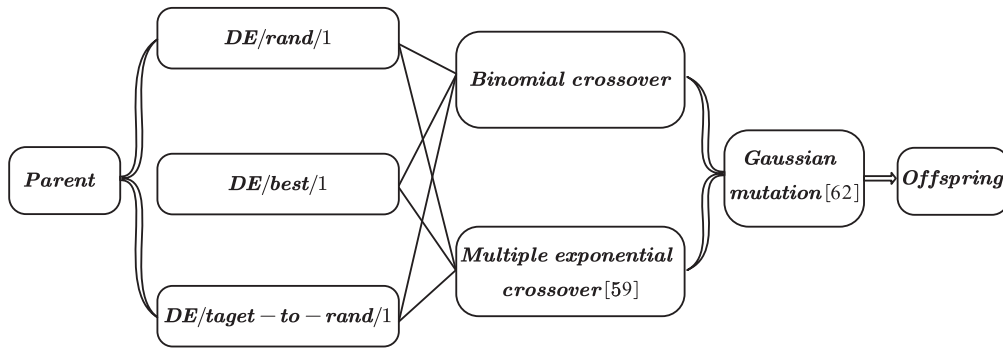 Parent
DE/rand/1
DE/best/1
DE/taget − to − rand/1
Binomial crossover
Multiple exponential
crossover[59]
Gaussian
mutation[62]
Offspring